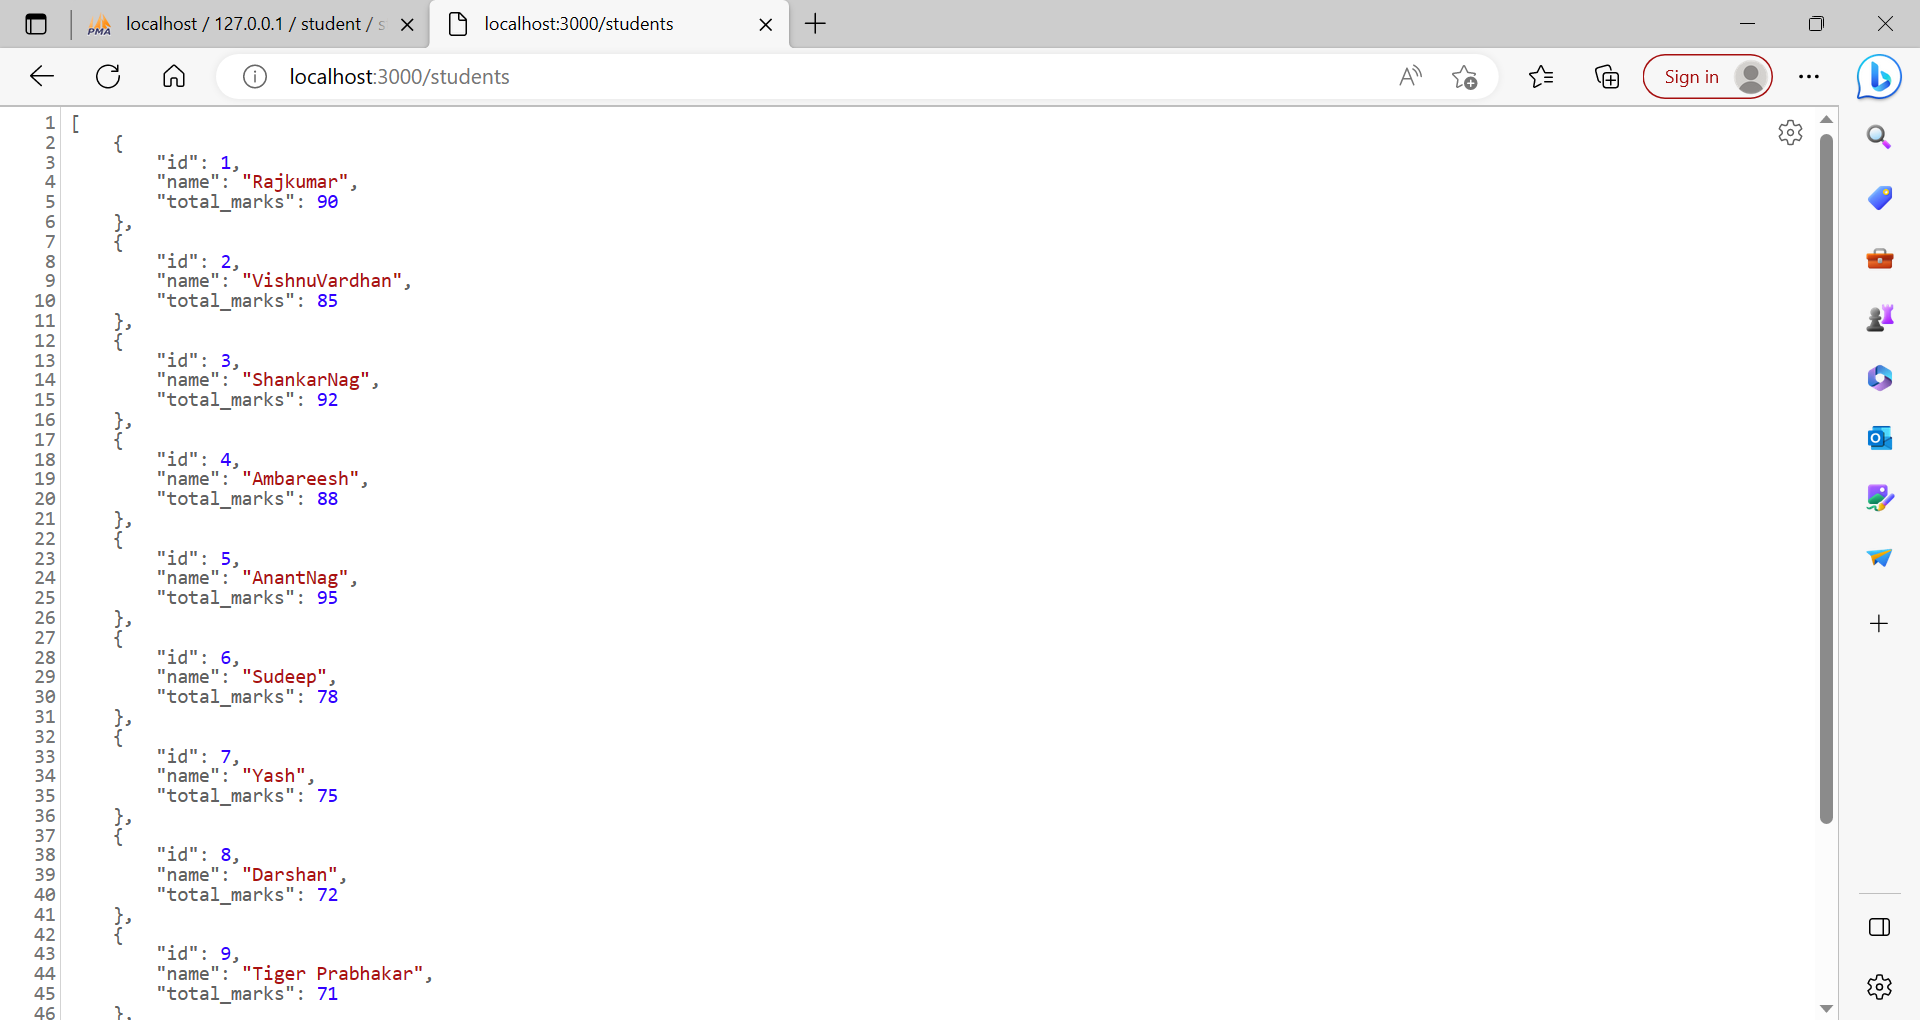 PMA localhost / 127.0.0.1 / student / s
localhost:3000/students
localhost:3000/students
Sign in
1 [
2 {
3 "id": 1,
4 "name": "Rajkumar",
5 "total_marks": 90
6 },
7 {
8 "id": 2,
9 "name": "VishnuVardhan",
10 "total_marks": 85
11 },
12 {
13 "id": 3,
14 "name": "ShankarNag",
15 "total_marks": 92
16 },
17 {
18 "id": 4,
19 "name": "Ambareesh",
20 "total_marks": 88
21 },
22 {
23 "id": 5,
24 "name": "AnantNag",
25 "total_marks": 95
26 },
27 {
28 "id": 6,
29 "name": "Sudeep",
30 "total_marks": 78
31 },
32 {
33 "id": 7,
34 "name": "Yash",
35 "total_marks": 75
36 },
37 {
38 "id": 8,
39 "name": "Darshan",
40 "total_marks": 72
41 },
42 {
43 "id": 9,
44 "name": "Tiger Prabhakar",
45 "total_marks": 71
46 },